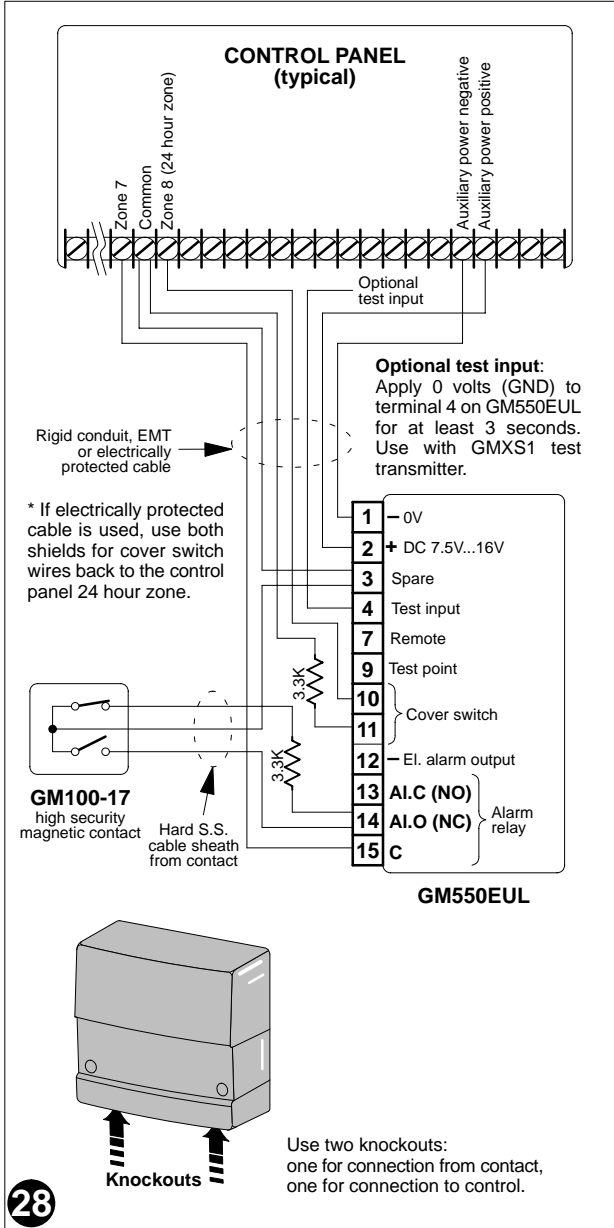 CONTROL PANEL
(typical)
Zone 7
Common
Zone 8 (24 hour zone)
Auxiliary power negative
Auxiliary power positive
Optional
test input
Optional test input:
Apply 0 volts (GND) to
terminal 4 on GM550EUL
for at least 3 seconds.
Use with GMXS1 test
transmitter.
Rigid conduit, EMT
or electrically
protected cable
* If electrically protected
cable is used, use both
shields for cover switch
wires back to the control
panel 24 hour zone.
1 – 0V
2 + DC 7.5V...16V
3 Spare
4 Test input
7 Remote
9 Test point
10
11
Cover switch
12 – El. alarm output
13 Al.C (NO)
14 Al.O (NC)
15 C
Alarm
relay
3.3K
3.3K
GM550EUL
GM100-17
high security
magnetic contact
Hard S.S.
cable sheath
from contact
Knockouts
Use two knockouts:
one for connection from contact,
one for connection to control.
28